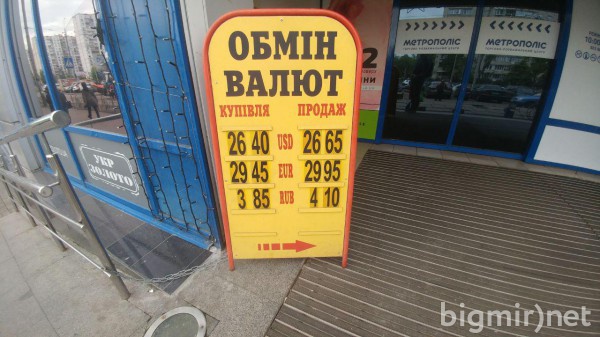 ОБМІН
ВАЛЮТ
КУПІВЛЯ ПРОДАЖ
26 40 USD 26 65
29 45 EUR 29 95
3 85 RUB 4 10
УКР
ЗОЛОТО
МЕТРОПОЛІС
МЕТРОПОЛІС
bigmir)net